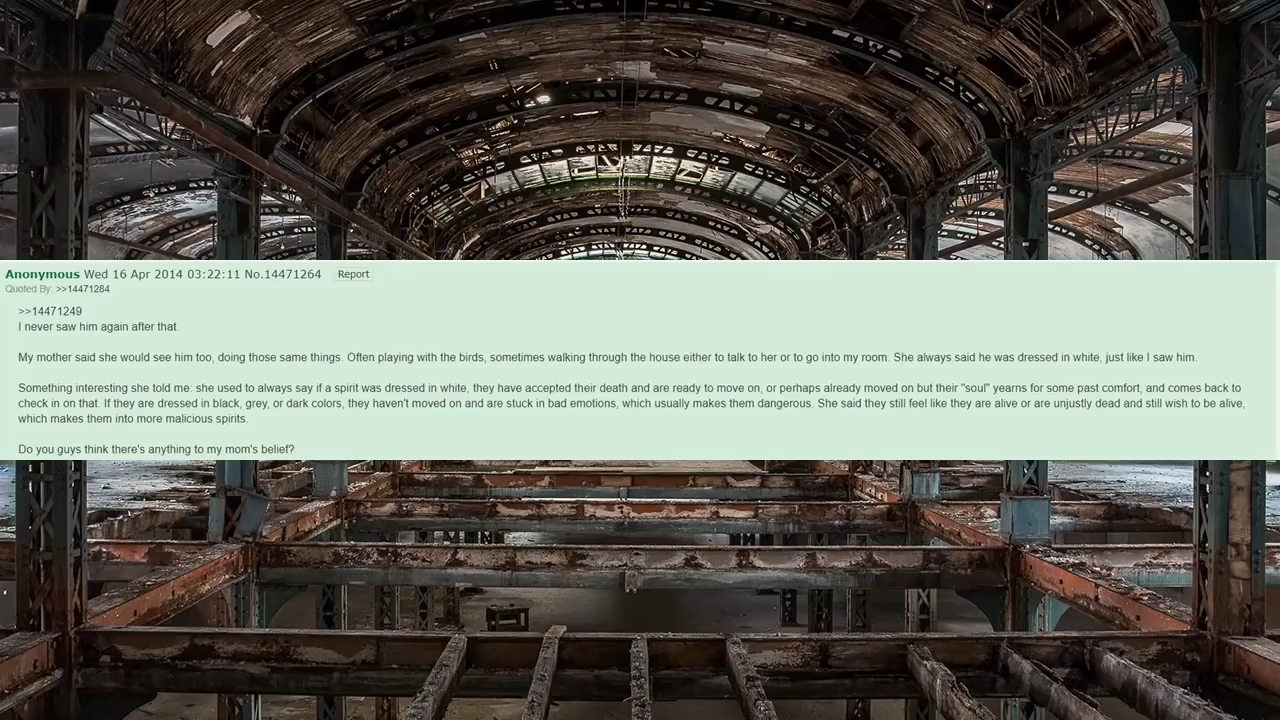 Anonymous Wed 16 Apr 2014 03:22:11 No.14471264 Report
Quoted By: >>14471284
>>14471249
I never saw him again after that.
My mother said she would see him too, doing those same things. Often playing with the birds, sometimes walking through the house either to talk to her or to go into my room. She always said he was dressed in white, just like I saw him.
Something interesting she told me: she used to always say if a spirit was dressed in white, they have accepted their death and are ready to move on, or perhaps already moved on but their "soul" yearns for some past comfort, and comes back to
check in on that. If they are dressed in black, grey, or dark colors, they haven't moved on and are stuck in bad emotions, which usually makes them dangerous. She said they still feel like they are alive or are unjustly dead and still wish to be alive,
which makes them into more malicious spirits.
Do you guys think there's anything to my mom's belief?